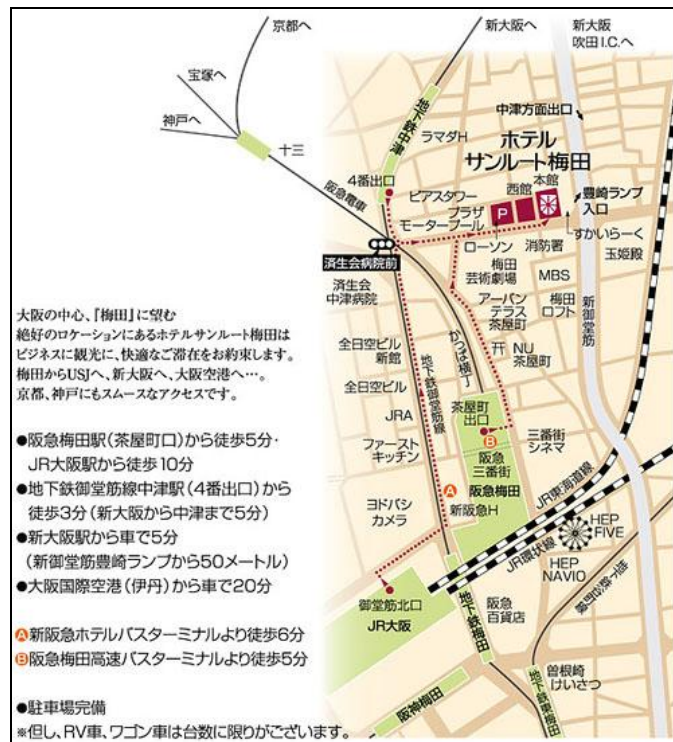 京都へ
新大阪へ
新大阪
吹田I.C.へ
宝塚へ
神戸へ
十三
地下鉄中津
中津方面出口
ラマダH
ホテル
サンルート梅田
阪急電車
4番出口
ピアスタワー
本館
西館
豊崎ランプ
入口
プラザ
モータープール
P
すかいらーく
ローソン
消防署
玉姫殿
済生会病院前
済生会
中津病院
梅田
芸術劇場
MBS
梅田
ロフト
新御堂筋
アーバン
テラス
茶屋町
大阪の中心、『梅田』に望む
絶好のロケーションにあるホテルサンルート梅田は
ビジネスに観光に、快適なご滞在をお約束します。
梅田からUSJへ、新大阪へ、大阪空港へ…。
京都、神戸にもスムースなアクセスです。
全日空ビル
新館
かっぱ横丁
NU
茶屋町
地下鉄御堂筋線
全日空ビル
JRA
茶屋町
出口
ファースト
キッチン
B
阪急
三番街
三番街
シネマ
阪急梅田
JR東海道線
A
新阪急H
ヨドバシ
カメラ
HEP
FIVE
JR環状線
HEP
NAVIO
御堂筋北口
JR大阪
地下鉄梅田
阪急
百貨店
曽根崎
けいさつ
阪神梅田
地下鉄東梅田
●阪急梅田駅（茶屋町口）から徒歩5分・
JR大阪駅から徒歩10分
●地下鉄御堂筋線中津駅（4番出口）から
徒歩3分（新大阪から中津まで5分）
●新大阪駅から車で5分
（新御堂筋豊崎ランプから50メートル）
●大阪国際空港（伊丹）から車で20分
A新阪急ホテルバスターミナルより徒歩6分
B阪急梅田高速バスターミナルより徒歩5分
●駐車場完備
※但し、RV車、ワゴン車は台数に限りがございます。